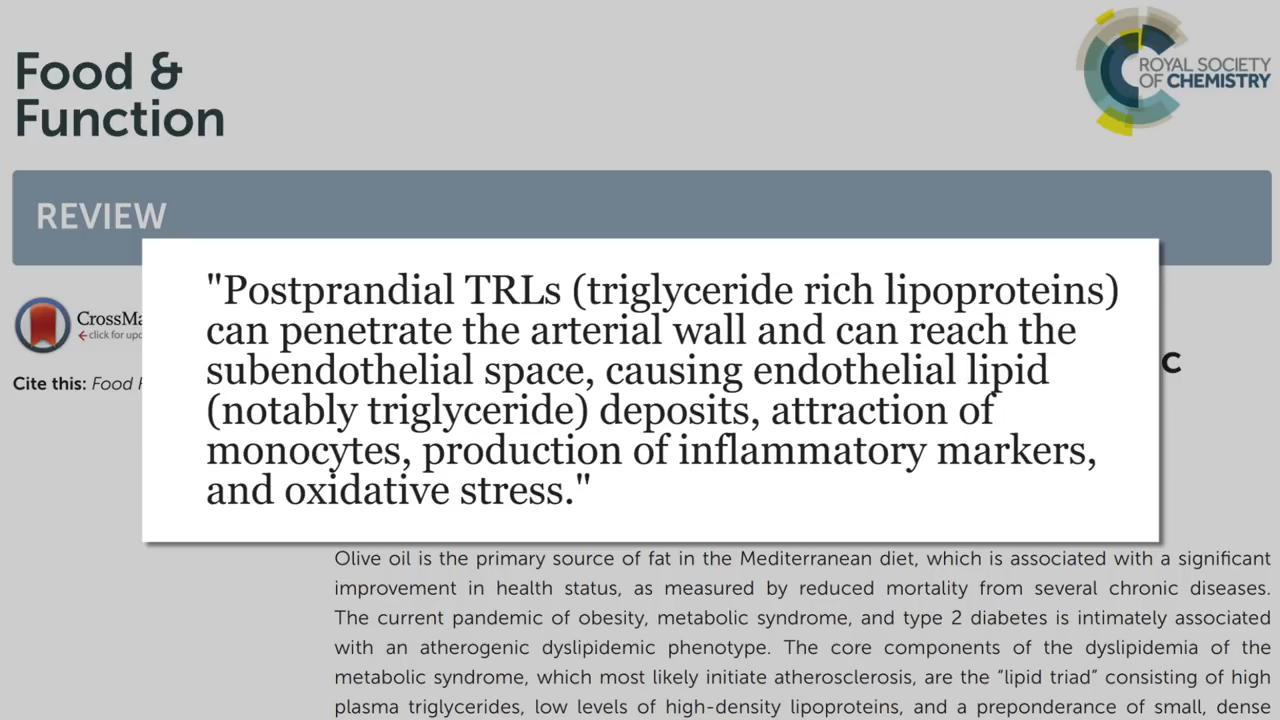 Food &
Function
ROYAL SOCIETY
OF CHEMISTRY
REVIEW
"Postprandial TRLs (triglyceride rich lipoproteins)
can penetrate the arterial wall and can reach the
subendothelial space, causing endothelial lipid
(notably triglyceride) deposits, attraction of
monocytes, production of inflammatory markers,
and oxidative stress."
click for
Cite this: Food
Olive oil is the primary source of fat in the Mediterranean diet, which is associated with a significant
improvement in health status, as measured by reduced mortality from several chronic diseases.
The current pandemic of obesity, metabolic syndrome, and type 2 diabetes is intimately associated
with an atherogenic dyslipidemic phenotype. The core components of the dyslipidemia of the
metabolic syndrome, which most likely initiate atherosclerosis, are the “lipid triad” consisting of high
plasma triglycerides, low levels of high-density lipoproteins, and a preponderance of small, dense